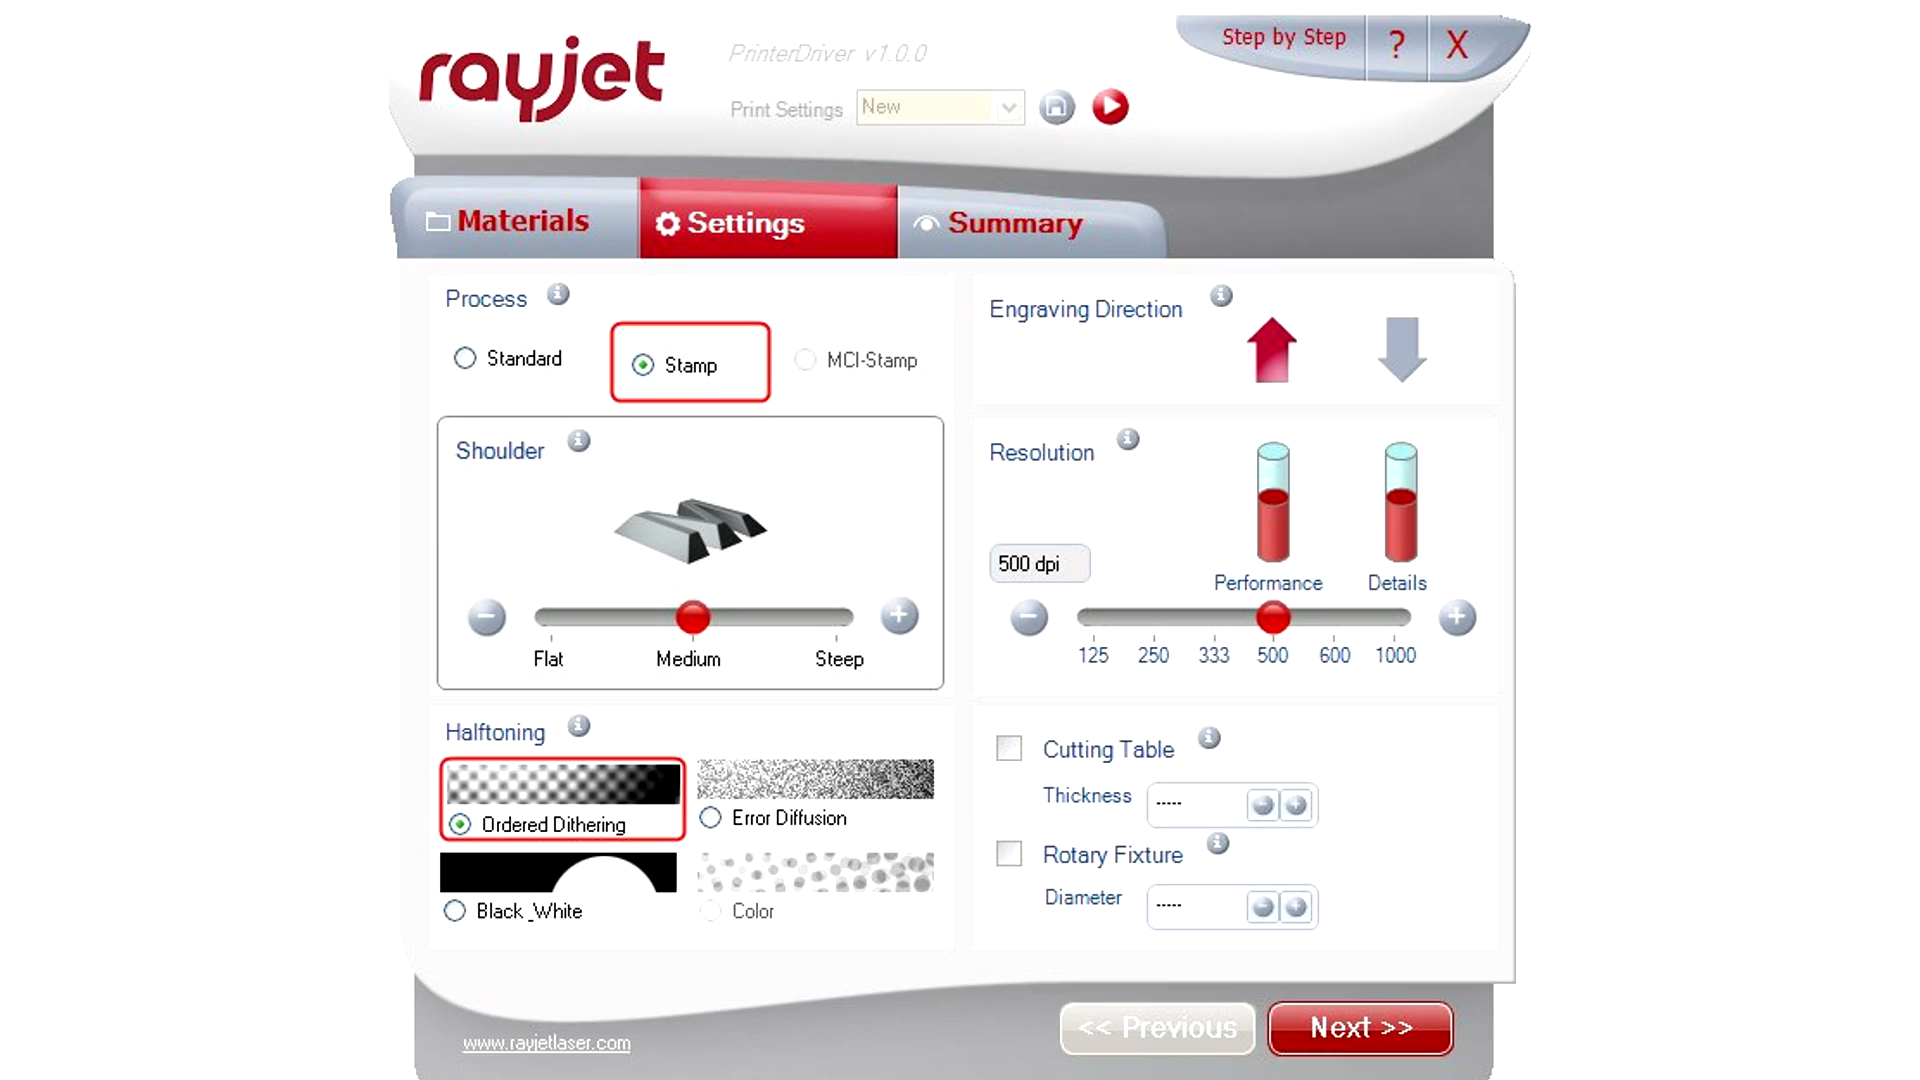 rayjet
PrinterDriver v1.0.0
Step by Step ? X
Print Settings New
Materials Settings Summary
Process
Standard Stamp MCI-Stamp
Engraving Direction
Shoulder
Flat Medium Steep
Resolution
500 dpi
Performance Details
125 250 333 500 600 1000
Halftoning
Ordered Dithering Error Diffusion
Black_White Color
Cutting Table
Thickness -----
Rotary Fixture
Diameter -----
www.rayjetlaser.com
<< Previous Next >>